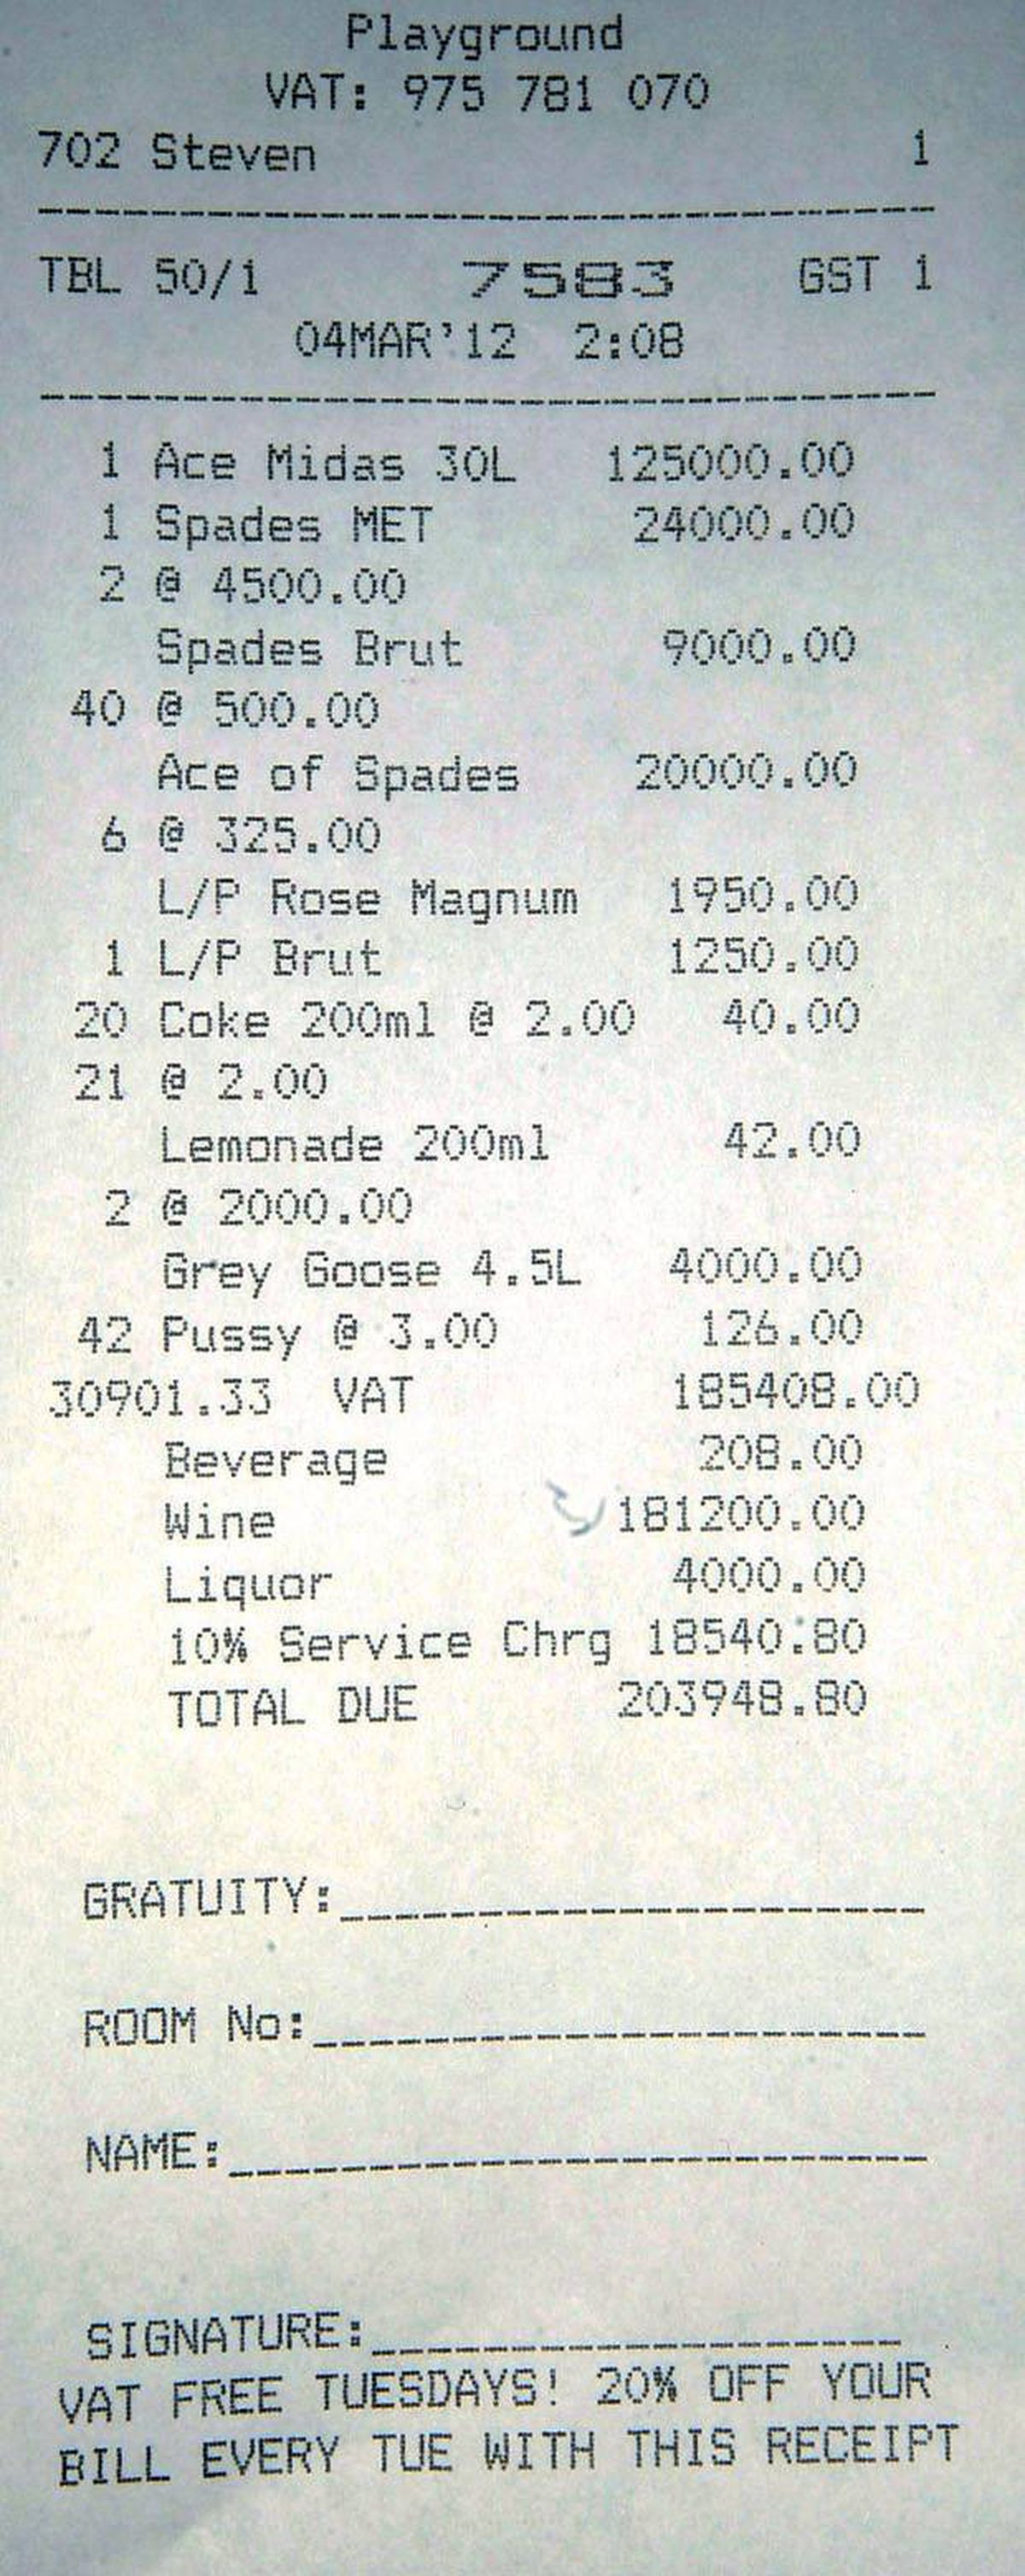 Playground
VAT: 975 781 070
702 Steven 1
TBL 50/1 7583 GST 1
04MAR'12 2:08
1 Ace Midas 30L 125000.00
1 Spades MET 24000.00
2 @ 4500.00
Spades Brut 9000.00
40 @ 500.00
Ace of Spades 20000.00
6 @ 325.00
L/P Rose Magnum 1950.00
1 L/P Brut 1250.00
20 Coke 200ml @ 2.00 40.00
21 @ 2.00
Lemonade 200ml 42.00
2 @ 2000.00
Grey Goose 4.5L 4000.00
42 Pussy @ 3.00 126.00
30901.33 VAT 185408.00
Beverage 208.00
Wine 181200.00
Liquor 4000.00
10% Service Chrg 18540.80
TOTAL DUE 203948.80
GRATUITY:
ROOM No:
NAME:
SIGNATURE:
VAT FREE TUESDAYS! 20% OFF YOUR
BILL EVERY TUE WITH THIS RECEIPT